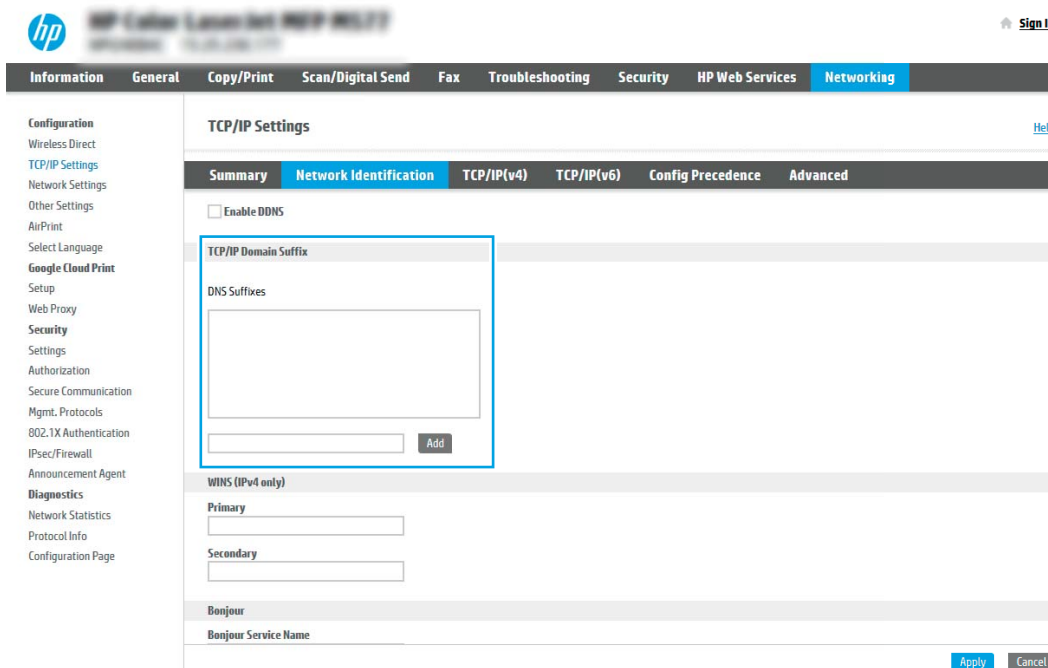 hp
Sign I
Information General Copy/Print Scan/Digital Send Fax Troubleshooting Security HP Web Services Networking
Configuration
Wireless Direct
TCP/IP Settings
Network Settings
Other Settings
AirPrint
Select Language
Google Cloud Print
Setup
Web Proxy
Security
Settings
Authorization
Secure Communication
Mgmt. Protocols
802.1X Authentication
IPsec/Firewall
Announcement Agent
Diagnostics
Network Statistics
Protocol Info
Configuration Page
TCP/IP Settings
Hel
Summary Network Identification TCP/IP(v4) TCP/IP(v6) Config Precedence Advanced
Enable DDNS
TCP/IP Domain Suffix
DNS Suffixes
Add
WINS (IPv4 only)
Primary
Secondary
Bonjour
Bonjour Service Name
Apply Cancel